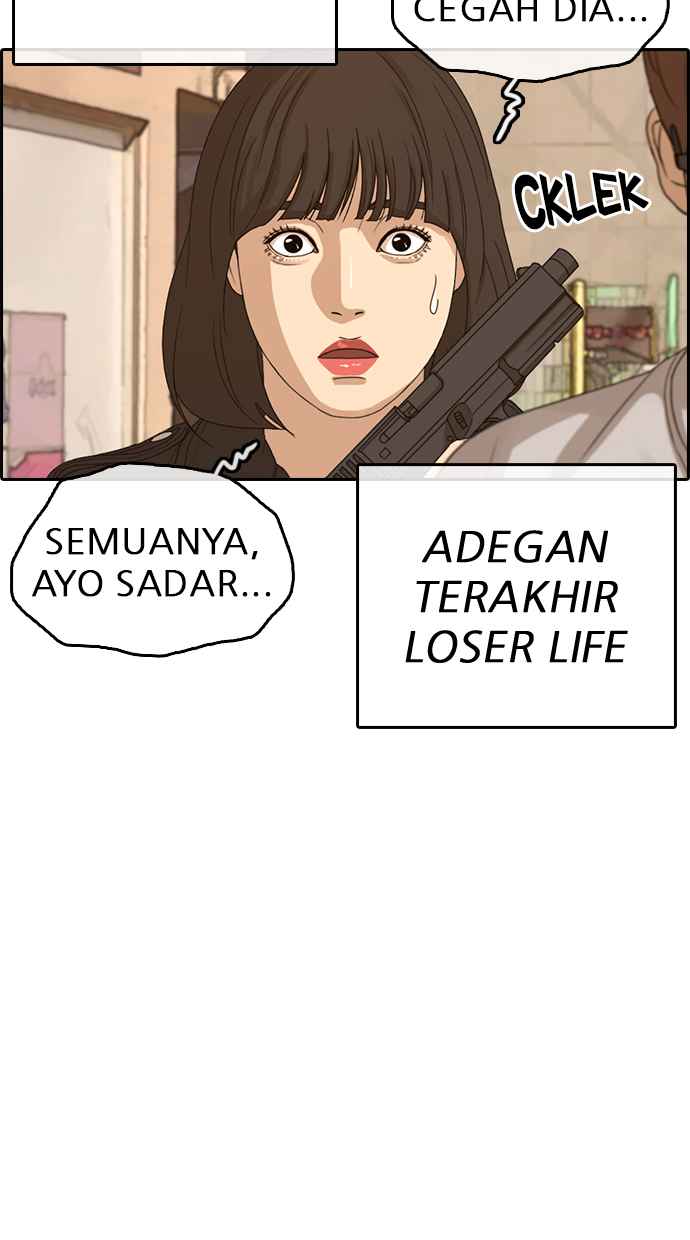 CEGAH DIA...
CKLEK
SEMUANYA,
AYO SADAR...
ADEGAN
TERAKHIR
LOSER LIFE